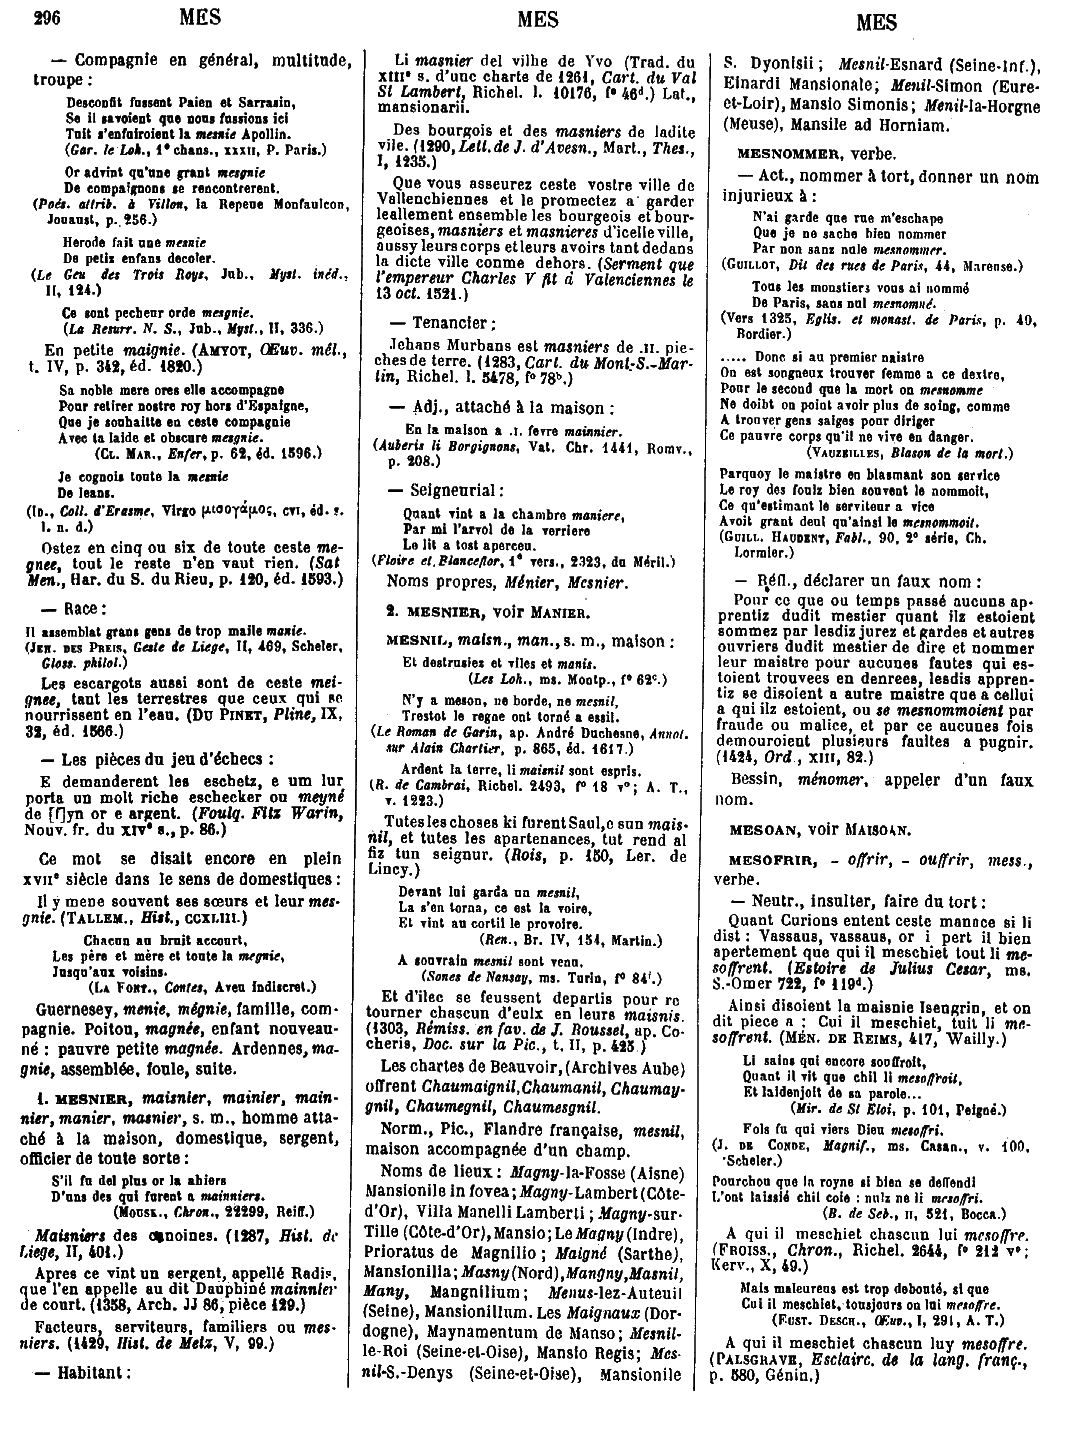 296 MES MES MES
— Compagnie en général, multitude,
troupe :
Desconfit fussent Paien et Sarrasin,
Se il savoient que nous fussions ici
Tuit s'enfuiroient la mesnie Apollin.
(Gar. le Loh., 1e chans., xxxii, P. Paris.)
Or advint qu'une grant mesgnie
De compaignons se rencontrerent.
(Poés. attrib. à Villon, la Repeue Monfaulcon,
Jouaust, p. 256.)
Herode fait une mesnie
De petis enfans decoler.
(Le Geu des Trois Roys, Jub., Myst. inéd.,
II, 124.)
Ce sont pecheur orde mesgnie.
(La Resurr. N. S., Jub., Myst., II, 336.)
En petite maignie. (Amyot, Œuv. mél.,
t. IV, p. 342, éd. 1820.)
Sa noble mere ores elle accompagne
Pour retirer nostre roy hors d'Espaigne,
Que je souhaitte en ceste compagnie
Avec ta laide et obscure mesgnie.
(Cl. Mar., Enfer, p. 62, éd. 1596.)
Je cognois toute la mesnie
De leans.
(Id., Coll. d'Erasme, Virgo μισογάμος, cvi, éd. s.
l. n. d.)
Ostez en cinq ou six de toute ceste me-
gnee, tout le reste n'en vaut rien. (Sat
Men., Har. du S. du Rieu, p. 120, éd. 1593.)
— Race :
Il assemblat grans gens de trop maile manie.
(Jeh. des Preis, Geste de Liege, II, 469, Scheler,
Gloss. philol.)
Les escargots aussi sont de ceste mei-
gnee, tant les terrestres que ceux qui se
nourrissent en l'eau. (Du Pinet, Pline, IX,
32, éd. 1566.)
— Les pièces du jeu d'échecs :
E demanderent les eschetz, e um lur
porta un molt riche eschecker ou meyné
de [f]yn or e argent. (Foulq. Fitz Warin,
Nouv. fr. du XIVe s., p. 86.)
Ce mot se disait encore en plein
XVIIe siècle dans le sens de domestiques :
Il y mene souvent ses sœurs et leur mes-
gnie. (Tallem., Hist., CCXLIII.)
Chacun au bruit accourt,
Les père et mère et toute la megnie,
Jusqu'aux voisins.
(La Font., Contes, Aveu indiscret.)
Guernesey, menie, mégnie, famille, com-
pagnie. Poitou, magnée, enfant nouveau-
né : pauvre petite magnée. Ardennes, ma-
gnie, assemblée, foule, suite.
1. MESNIER, maisnier, mainier, main-
nier, manier, masnier, s. m., homme atta-
ché à la maison, domestique, sergent,
officier de toute sorte :
S'il fu del plus or la ahiers
D'uns des qui furent a mainniers.
(Mousk., Chron., 22299, Reiff.)
Maisniers des chanoines. (1287, Hist. de
Liege, II, 401.)
Apres ce vint un sergent, appellé Radis,
que l'en appelle au dit Dauphiné mainnier
de court. (1358, Arch. JJ 86, pièce 129.)
Facteurs, serviteurs, familiers ou mes-
niers. (1429, Hist. de Metz, V, 99.)
— Habitant :
Li masnier del vilhe de Yvo (Trad. du
XIIIe s. d'une charte de 1261, Cart. du Val
St Lambert, Richel. l. 10176, fo 46d.) Lat.,
mansionarii.
Des bourgois et des masniers de ladite
vile. (1290, Lett. de J. d'Avesn., Mart., Thes.,
I, 1235.)
Que vous asseurez ceste vostre ville de
Vallenchiennes et le promectez a garder
leallement ensemble les bourgeois et bour-
geoises, masniers et masnieres d'icelle ville,
aussy leurs corps et leurs avoirs tant dedans
la dicte ville conme dehors. (Serment que
l'empereur Charles V fit à Valenciennes le
13 oct. 1521.)
— Tenancier :
Jehans Murbans est masniers de .II. pie-
ches de terre. (1283, Cart. du Mont-S.-Mar-
tin, Richel. l. 5478, fo 78b.)
— Adj., attaché à la maison :
En la maison a .I. fevre mainnier.
(Auberis li Borgignons, Vat. Chr. 1441, Romv.,
p. 208.)
— Seigneurial :
Quant vint a la chambre maniere,
Par mi l'arvol de la verriere
Le lit a tost aperceu.
(Floire et Blanceflor, 1e vers., 2323, du Méril.)
Noms propres, Ménier, Mesnier.
2. MESNIER, voir Manier.
MESNIL, maisn., man., s. m., maison :
Et destrusiez et viles et manis.
(Les Loh., ms. Montp., fo 62c.)
N'y a meson, ne borde, ne mesnil,
Trestot le regne ont torné a essil.
(Le Roman de Garin, ap. André Duchesne, Annot.
sur Alain Chartier, p. 865, éd. 1617.)
Ardent la terre, li maisnil sont espris.
(R. de Cambrai, Richel. 2493, fo 18 vo; A. T.,
v. 1223.)
Tutes les choses ki furent Saul, e sun mais-
nil, et tutes les apartenances, tut rend al
fiz tun seignur. (Rois, p. 150, Ler. de
Lincy.)
Devant lui garda un mesnil,
La s'en torna, ce est la voire,
Et vint au cortil le provoire.
(Ren., Br. IV, 154, Martin.)
A souvrain mesnil sont venu.
(Sones de Nansay, ms. Turin, fo 84f.)
Et d'ilec se feussent departis pour re
tourner chascun d'eulx en leurs maisnis.
(1303, Rémiss. en fav. de J. Roussel, ap. Co-
cheris, Doc. sur la Pic., t. II, p. 425.)
Les chartes de Beauvoir, (Archives Aube)
offrent Chaumaignil, Chaumanil, Chaumay-
gnil, Chaumegnil, Chaumesgnil.
Norm., Pic., Flandre française, mesnil,
maison accompagnée d'un champ.
Noms de lieux : Magny-la-Fosse (Aisne)
Mansionile in fovea; Magny-Lambert (Côte-
d'Or), Villa Manelli Lamberti; Magny-sur-
Tille (Côte-d'Or), Mansio; Le Magny (Indre),
Prioratus de Magnilio; Maigné (Sarthe),
Mansionilla; Masny (Nord), Mangny, Masnil,
Many, Mangnilium; Menus-lez-Auteuil
(Seine), Mansionillum. Les Maignaux (Dor-
dogne), Maynamentum de Manso; Mesnil-
le-Roi (Seine-et-Oise), Mansio Regis; Mes-
nil-S.-Denys (Seine-et-Oise), Mansionile
S. Dyonisii; Mesnil-Esnard (Seine-Inf.),
Einardi Mansionale; Menil-Simon (Eure-
et-Loir), Mansio Simonis; Menil-la-Horgne
(Meuse), Mansile ad Horniam.
MESNOMMER, verbe.
— Act., nommer à tort, donner un nom
injurieux à :
N'ai garde que rue m'eschape
Que je ne sache bien nommer
Par non sanz nule mesnommer.
(Guillot, Dit des rues de Paris, 44, Mareuse.)
Tous les monstiers vous ai nommé
De Paris, sans nul mesnomué.
(Vers 1325, Eglis. et monast. de Paris, p. 40,
Bordier.)
..... Donc si au premier naistre
On est songneux trouver femme a ce dextre,
Pour le second que la mort on mesnomme
Ne doibt on point avoir plus de soing, comme
A trouver gens saiges pour diriger
Ce pauvre corps qu'il ne vive en danger.
(Vauzeilles, Blason de la mort.)
Parquoy le maistre en blasmant son service
Le roy des foulz bien souvent le nommoit,
Ce qu'estimant le serviteur a vice
Avoit grant deul qu'ainsi le mesnommoit.
(Guill. Haudent, Fabl., 90, 2e série, Ch.
Lormier.)
— Réfl., déclarer un faux nom :
Pour ce que ou temps passé aucuns ap-
prentiz dudit mestier quant ilz estoient
sommez par lesdiz jurez et gardes et autres
ouvriers dudit mestier de dire et nommer
leur maistre pour aucunes fautes qui es-
toient trouvees en denrees, lesdis appren-
tiz se disoient a autre maistre que a cellui
a qui ilz estoient, ou se mesnommoient par
fraude ou malice, et par ce aucunes fois
demouroient plusieurs faultes a pugnir.
(1424, Ord., XIII, 82.)
Bessin, ménomer, appeler d'un faux
nom.
MESOAN, voir Maisoan.
MESOFRIR, - offrir, - ouffrir, mess.,
verbe.
— Neutr., insulter, faire du tort :
Quant Curions entent ceste manace si li
dist : Vassaus, vassaus, or i pert il bien
apertement que qui il meschiet tout li me-
soffrent. (Estoire de Julius Cesar, ms.
S.-Omer 722, fo 119d.)
Ainsi disoient la maisnie Isengrin, et on
dit piece a : Cui il meschiet, tuit li me-
soffrent. (Mén. de Reims, 417, Wailly.)
Li sains qui encore souffroit,
Quant il vit que chil li mesoffroit,
Et laidenjoit de sa parole...
(Mir. de St Eloi, p. 101, Peigné.)
Fols fu qui viers Dieu mesoffri.
(J. de Conde, Magnif., ms. Casan., v. 100,
Scheler.)
Pourchou que la royne si bien se deffendi
L'ont laissié chil coie : nulz ne li mesoffri.
(B. de Seb., II, 521, Bocca.)
A qui il meschiet chascun lui mesoffre.
(Froiss., Chron., Richel. 2644, fo 212 vo;
Kerv., X, 49.)
Mais maleureus est trop debouté, si que
Cui il meschiet, tousjours on lui mesoffre.
(Eust. Desch., Œuv., I, 291, A. T.)
A qui il meschiet chascun luy mesoffre.
(Palsgrave, Esclairc. de la lang. franç.,
p. 580, Génin.)